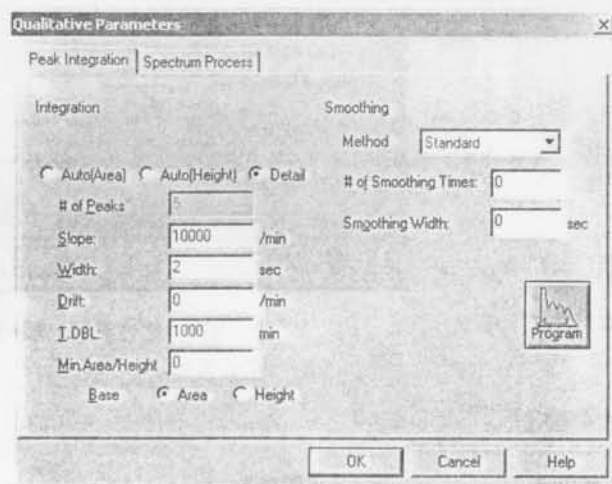 Qualitative Parameters
Peak Integration Spectrum Process
Integration
Auto(Area) Auto(Height) Detail
# of Peaks 5
Slope: 10000 /min
Width: 2 sec
Drift: 0 /min
T.DBL: 1000 min
Min.Area/Height 0
Base Area Height
Smoothing
Method Standard
# of Smoothing Times: 0
Smoothing Width: 0 sec
Program
OK Cancel Help